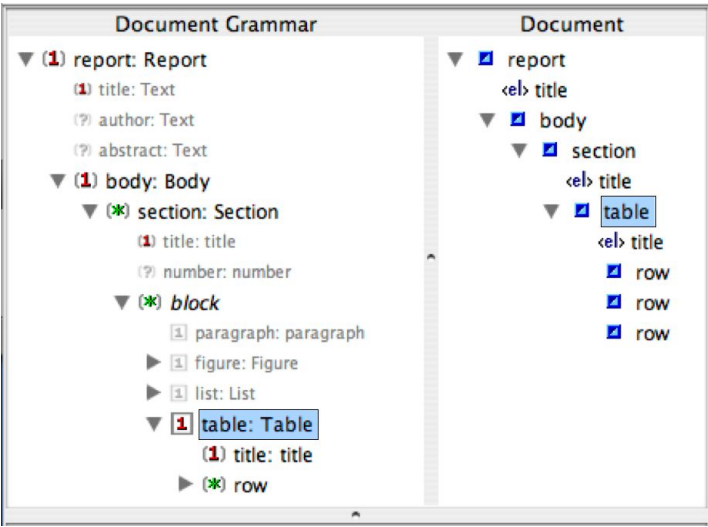 Document Grammar
(1) report: Report
(1) title: Text
(?) author: Text
(?) abstract: Text
(1) body: Body
(*) section: Section
(1) title: title
(?) number: number
(*) block
1 paragraph: paragraph
1 figure: Figure
1 list: List
1 table: Table
(1) title: title
(*) row
Document
report
<el> title
body
section
<el> title
table
<el> title
row
row
row